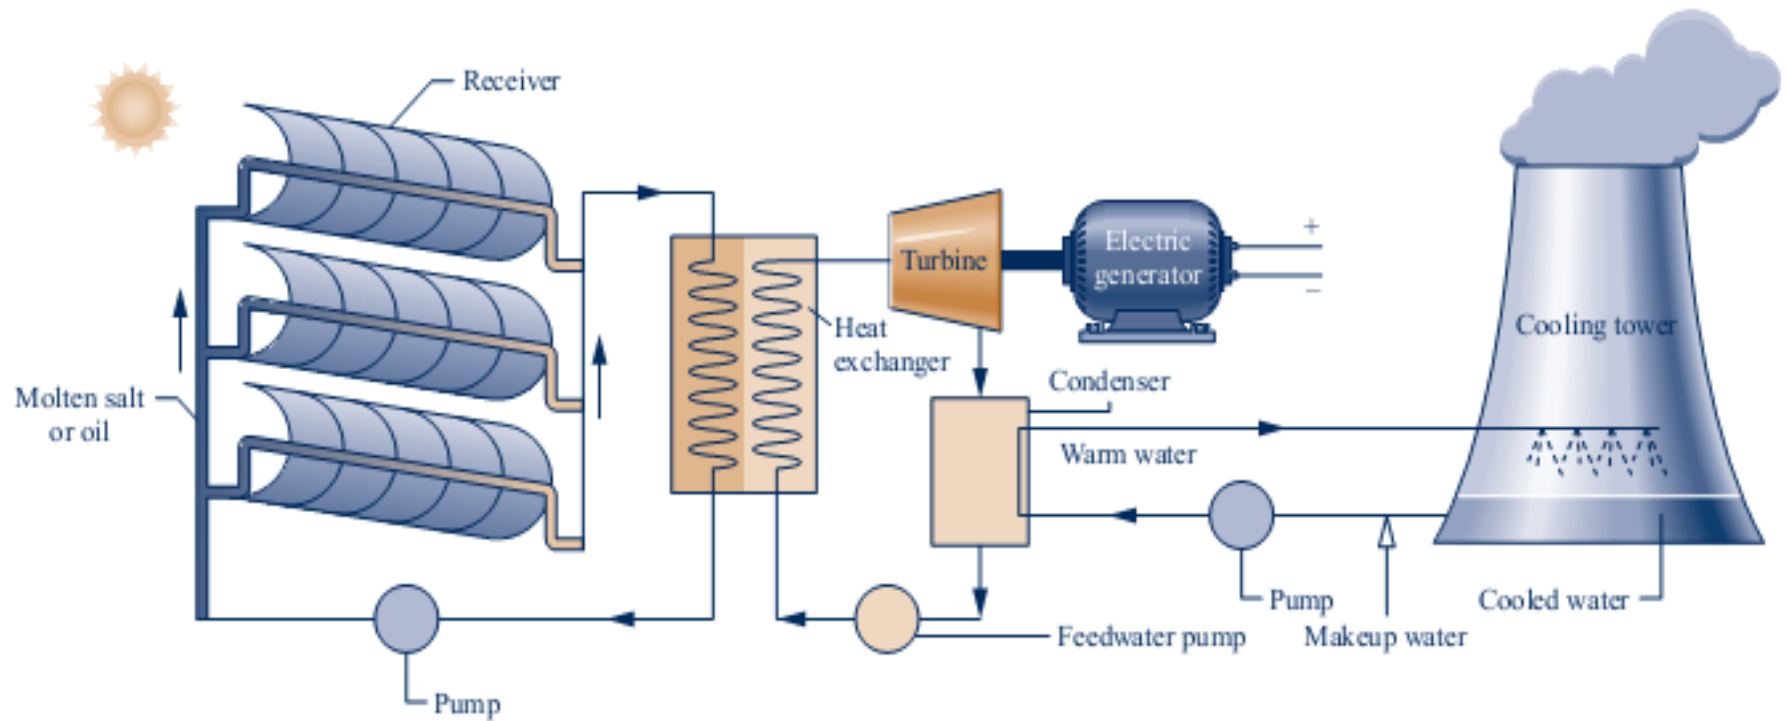 Receiver
Electric
generator
+
−
Turbine
Heat
exchanger
Cooling tower
Condenser
Molten salt
or oil
Warm water
Pump
Cooled water
Makeup water
Feedwater pump
Pump